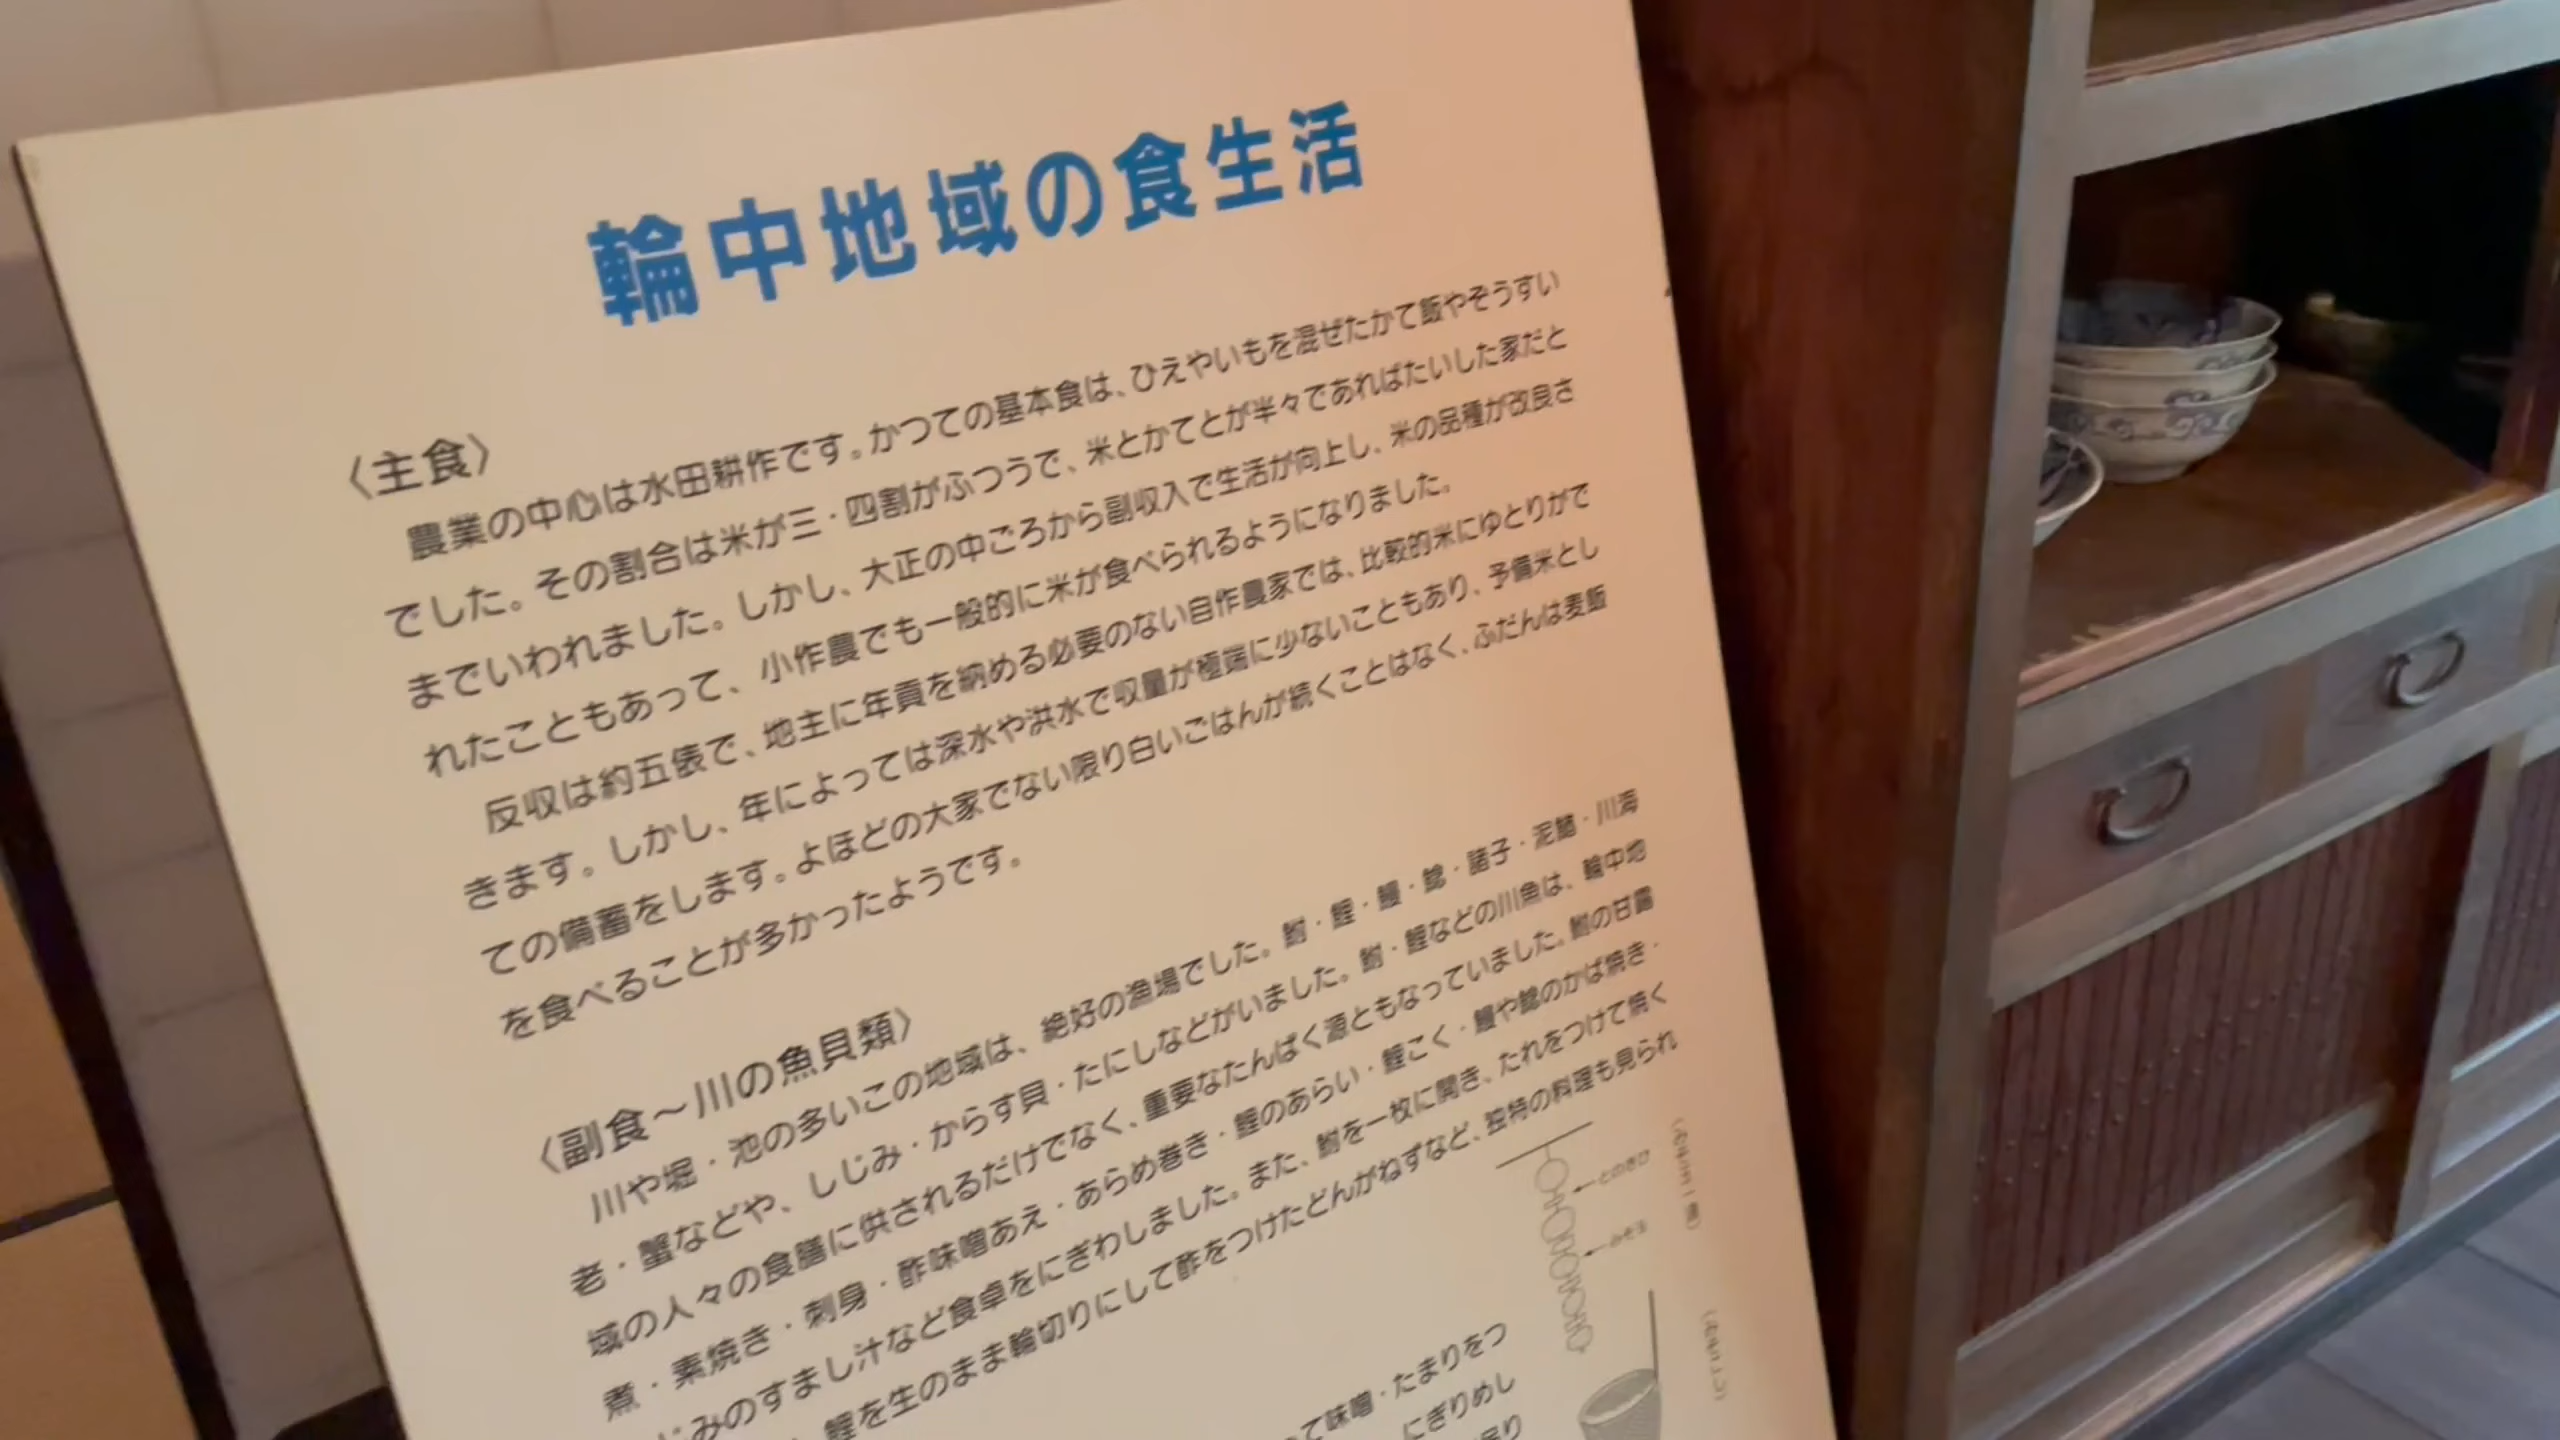 輪中地域の食生活
〈主食〉
農業の中心は水田耕作です。かつての基本食は、ひえやいもを混ぜたかて飯やぞうすい
でした。その割合は米が三・四割がふつうで、米とかてとが半々であればたいした家だと
までいわれました。しかし、大正の中ごろから副収入で生活が向上し、米の品種が改良さ
れたこともあって、小作農でも一般的に米が食べられるようになりました。
反収は約五俵で、地主に年貢を納める必要のない自作農家では、比較的米にゆとりがで
きます。しかし、年によっては深水や洪水で収量が極端に少ないこともあり、予備米とし
ての備蓄をします。よほどの大家でない限り白いごはんが続くことはなく、ふだんは麦飯
を食べることが多かったようです。
〈副食～川の魚貝類〉
川や堀・池の多いこの地域は、絶好の漁場でした。鮒・鯉・鰻・鯰・諸子・泥鰌・川海
老・蟹などや、しじみ・からす貝・たにしなどがいました。鮒・鯉などの川魚は、輪中地
域の人々の食膳に供されるだけでなく、重要なたんぱく源ともなっていました。鮒の甘露
煮・素焼き・刺身・酢味噌あえ・あらめ巻き・鯉のあらい・鯉こく・鰻や鯰のかば焼き・
じみのすまし汁など食卓をにぎわしました。また、鮒を一枚に開き、たれをつけて焼く
鯉を生のまま輪切りにして酢をつけたどんがねずなど、独特の料理も見られ
て味噌・たまりをつ
にぎりめし